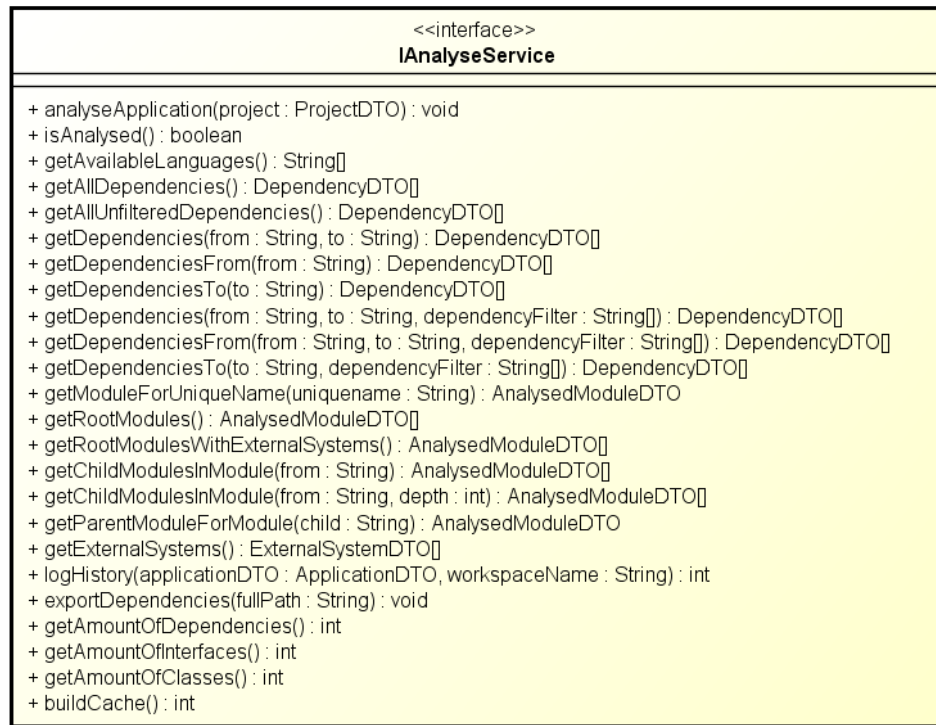 <<interface>>
IAnalyseService
+ analyseApplication(project : ProjectDTO) : void
+ isAnalysed() : boolean
+ getAvailableLanguages() : String[]
+ getAllDependencies() : DependencyDTO[]
+ getAllUnfilteredDependencies() : DependencyDTO[]
+ getDependencies(from : String, to : String) : DependencyDTO[]
+ getDependenciesFrom(from : String) : DependencyDTO[]
+ getDependenciesTo(to : String) : DependencyDTO[]
+ getDependencies(from : String, to : String, dependencyFilter : String[]) : DependencyDTO[]
+ getDependenciesFrom(from : String, to : String, dependencyFilter : String[]) : DependencyDTO[]
+ getDependenciesTo(to : String, dependencyFilter : String[]) : DependencyDTO[]
+ getModuleForUniqueName(uniquename : String) : AnalysedModuleDTO
+ getRootModules() : AnalysedModuleDTO[]
+ getRootModulesWithExternalSystems() : AnalysedModuleDTO[]
+ getChildModulesInModule(from : String) : AnalysedModuleDTO[]
+ getChildModulesInModule(from : String, depth : int) : AnalysedModuleDTO[]
+ getParentModuleForModule(child : String) : AnalysedModuleDTO
+ getExternalSystems() : ExternalSystemDTO[]
+ logHistory(applicationDTO : ApplicationDTO, workspaceName : String) : int
+ exportDependencies(fullPath : String) : void
+ getAmountOfDependencies() : int
+ getAmountOfInterfaces() : int
+ getAmountOfClasses() : int
+ buildCache() : int